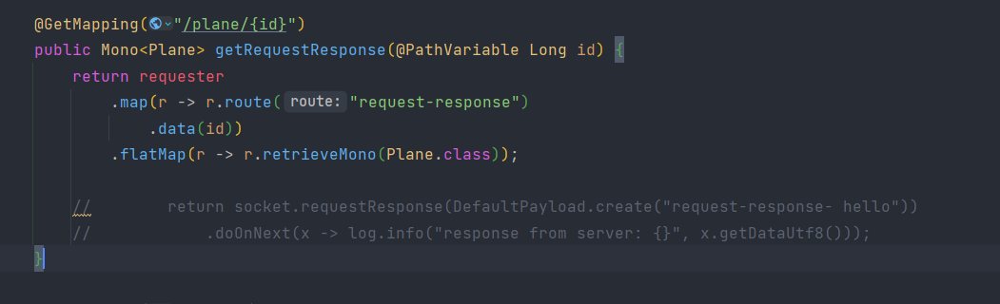 @GetMapping("/plane/{id}")
public Mono<Plane> getRequestResponse(@PathVariable Long id) {
    return requester
        .map(r -> r.route( route: "request-response")
            .data(id))
        .flatMap(r -> r.retrieveMono(Plane.class));
    //        return socket.requestResponse(DefaultPayload.create("request-response- hello"))
    //            .doOnNext(x -> log.info("response from server: {}", x.getDataUtf8()));
}